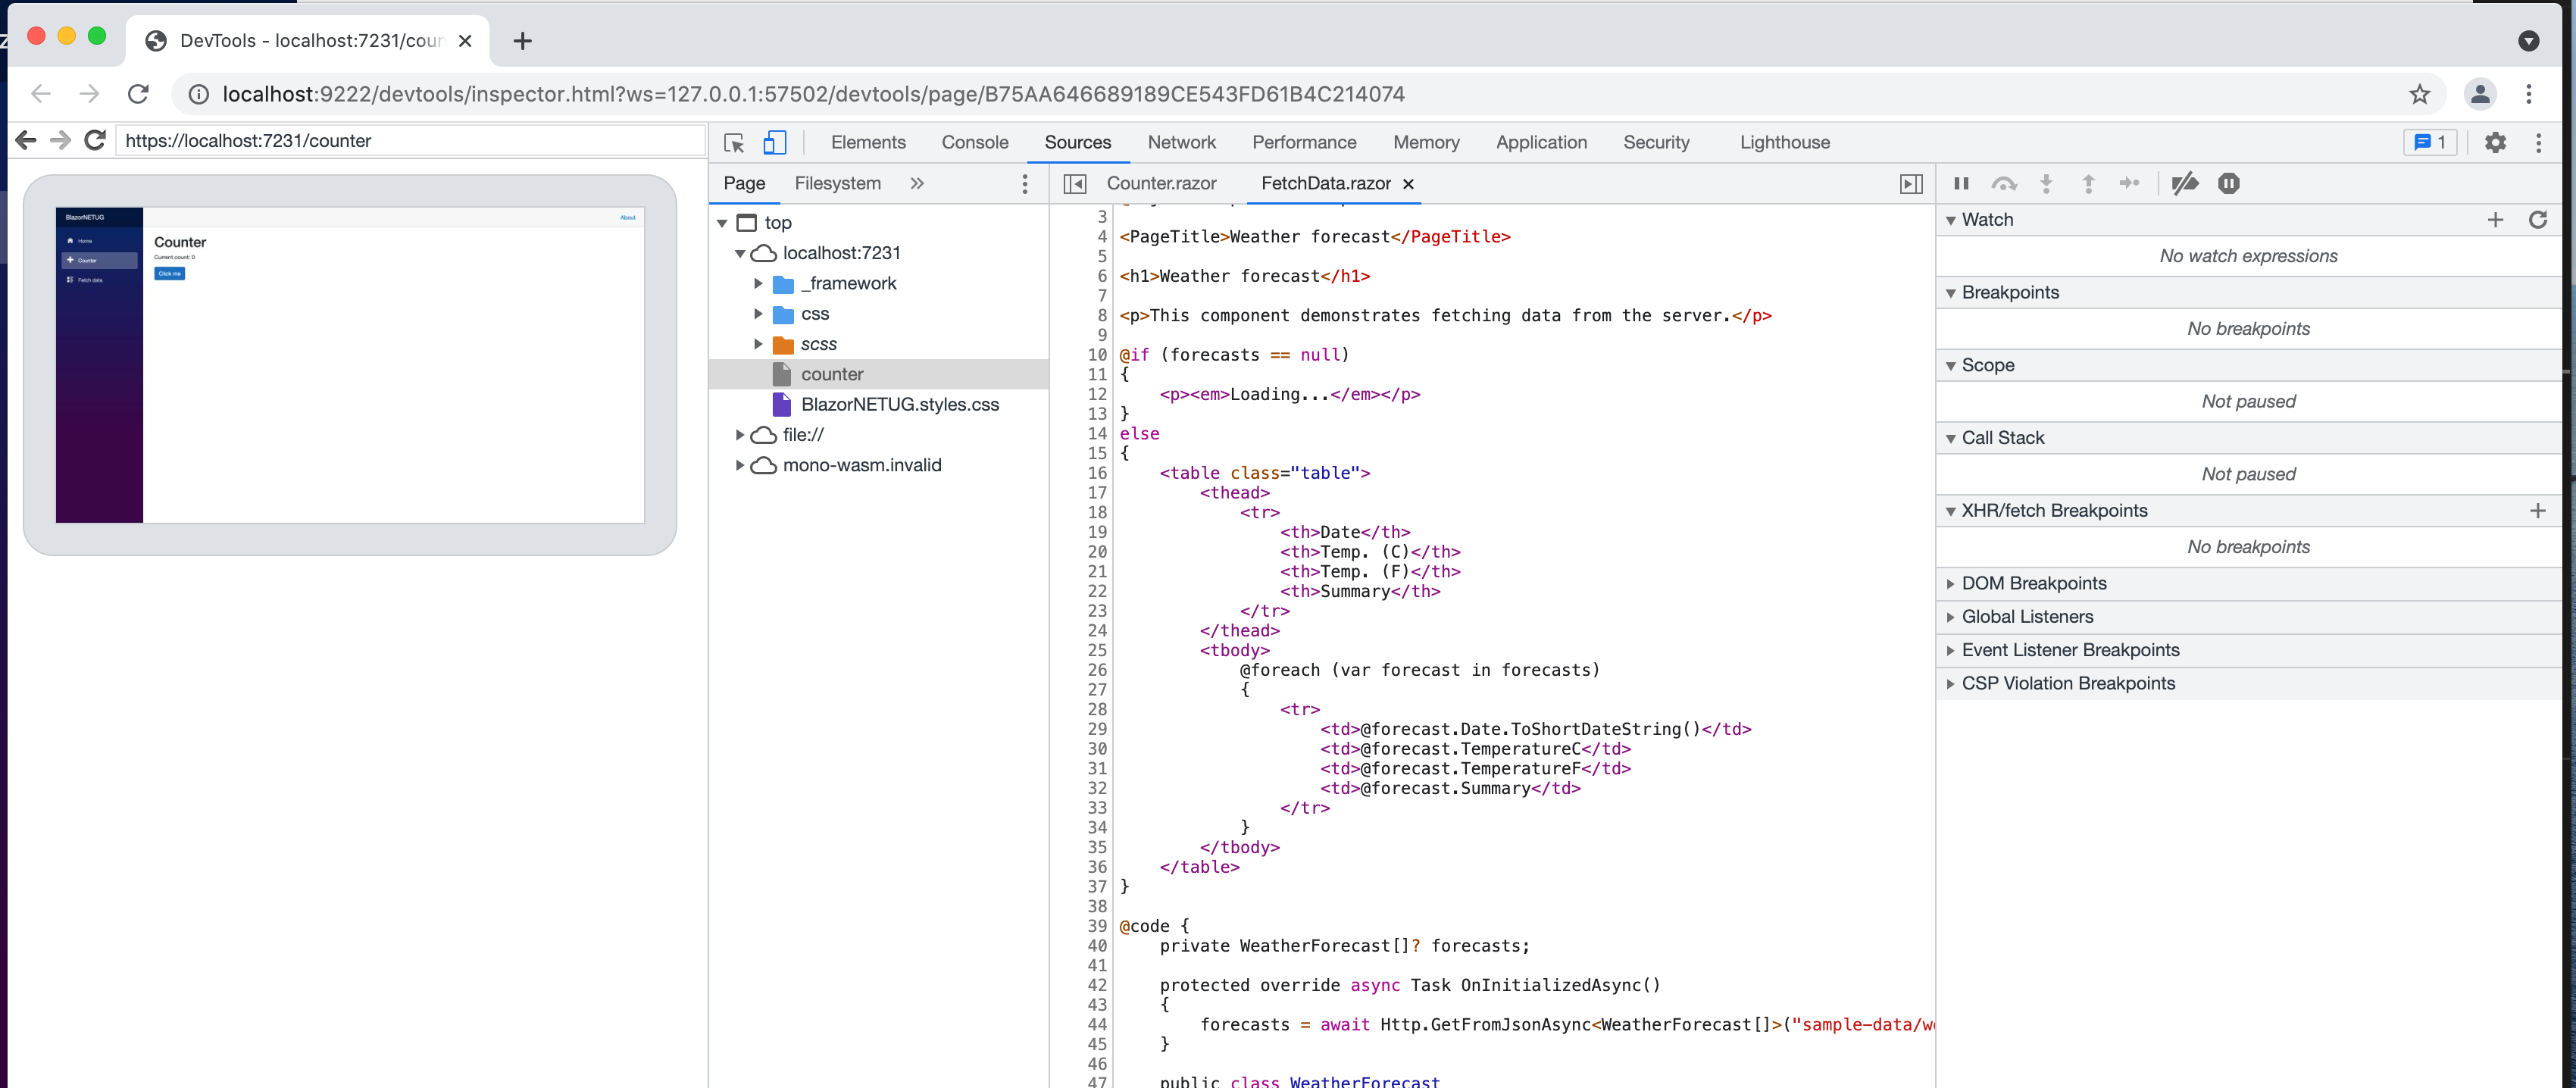 DevTools - localhost:7231/coun
localhost:9222/devtools/inspector.html?ws=127.0.0.1:57502/devtools/page/B75AA646689189CE543FD61B4C214074
https://localhost:7231/counter
BlazorNETUG
Home
Counter
Fetch data
About
Counter
Current count: 0
Click me
Elements
Console
Sources
Network
Performance
Memory
Application
Security
Lighthouse
1
Page
Filesystem
top
localhost:7231
_framework
css
scss
counter
BlazorNETUG.styles.css
file://
mono-wasm.invalid
Counter.razor
FetchData.razor
3
4 <PageTitle>Weather forecast</PageTitle>
5
6 <h1>Weather forecast</h1>
7
8 <p>This component demonstrates fetching data from the server.</p>
9
10 @if (forecasts == null)
11 {
12     <p><em>Loading...</em></p>
13 }
14 else
15 {
16     <table class="table">
17         <thead>
18             <tr>
19                 <th>Date</th>
20                 <th>Temp. (C)</th>
21                 <th>Temp. (F)</th>
22                 <th>Summary</th>
23             </tr>
24         </thead>
25         <tbody>
26             @foreach (var forecast in forecasts)
27             {
28                 <tr>
29                     <td>@forecast.Date.ToShortDateString()</td>
30                     <td>@forecast.TemperatureC</td>
31                     <td>@forecast.TemperatureF</td>
32                     <td>@forecast.Summary</td>
33                 </tr>
34             }
35         </tbody>
36     </table>
37 }
38
39 @code {
40     private WeatherForecast[]? forecasts;
41
42     protected override async Task OnInitializedAsync()
43     {
44         forecasts = await Http.GetFromJsonAsync<WeatherForecast[]>("sample-data/w
45     }
46
47     public class WeatherForecast
Watch
No watch expressions
Breakpoints
No breakpoints
Scope
Not paused
Call Stack
Not paused
XHR/fetch Breakpoints
No breakpoints
DOM Breakpoints
Global Listeners
Event Listener Breakpoints
CSP Violation Breakpoints